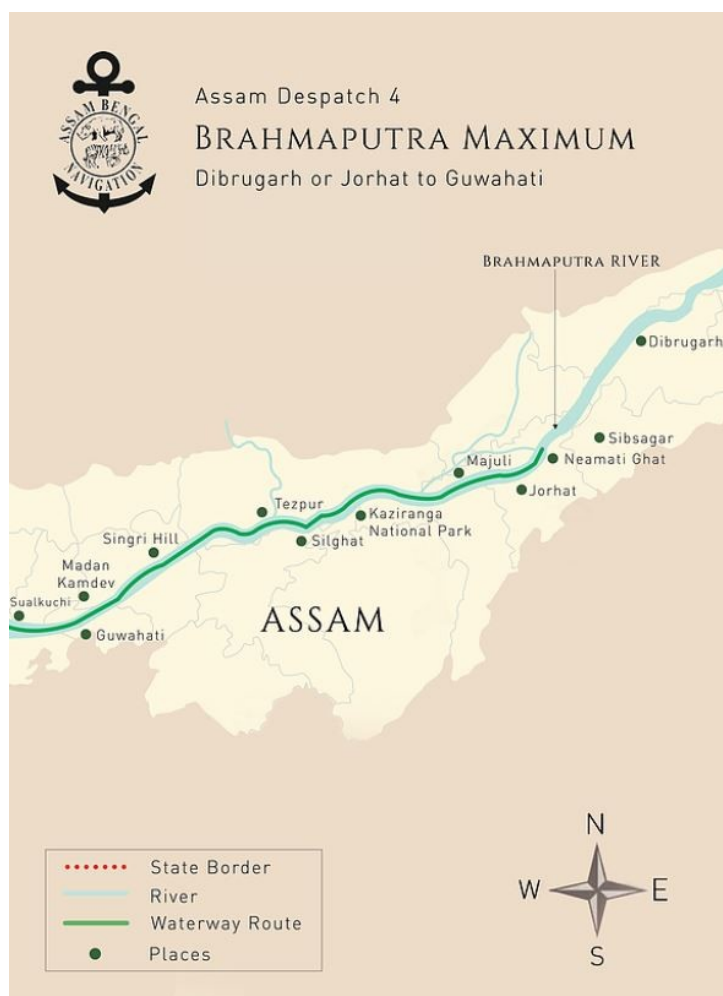 ASSAM BENGAL
NAVIGATION
Assam Despatch 4
BRAHMAPUTRA MAXIMUM
Dibrugarh or Jorhat to Guwahati
BRAHMAPUTRA RIVER
Dibrugarh
Sibsagar
Neamati Ghat
Majuli
Jorhat
Tezpur
Kaziranga
National Park
Silghat
Singri Hill
Madan
Kamdev
Sualkuchi
Guwahati
ASSAM
State Border
River
Waterway Route
Places
N
W
E
S